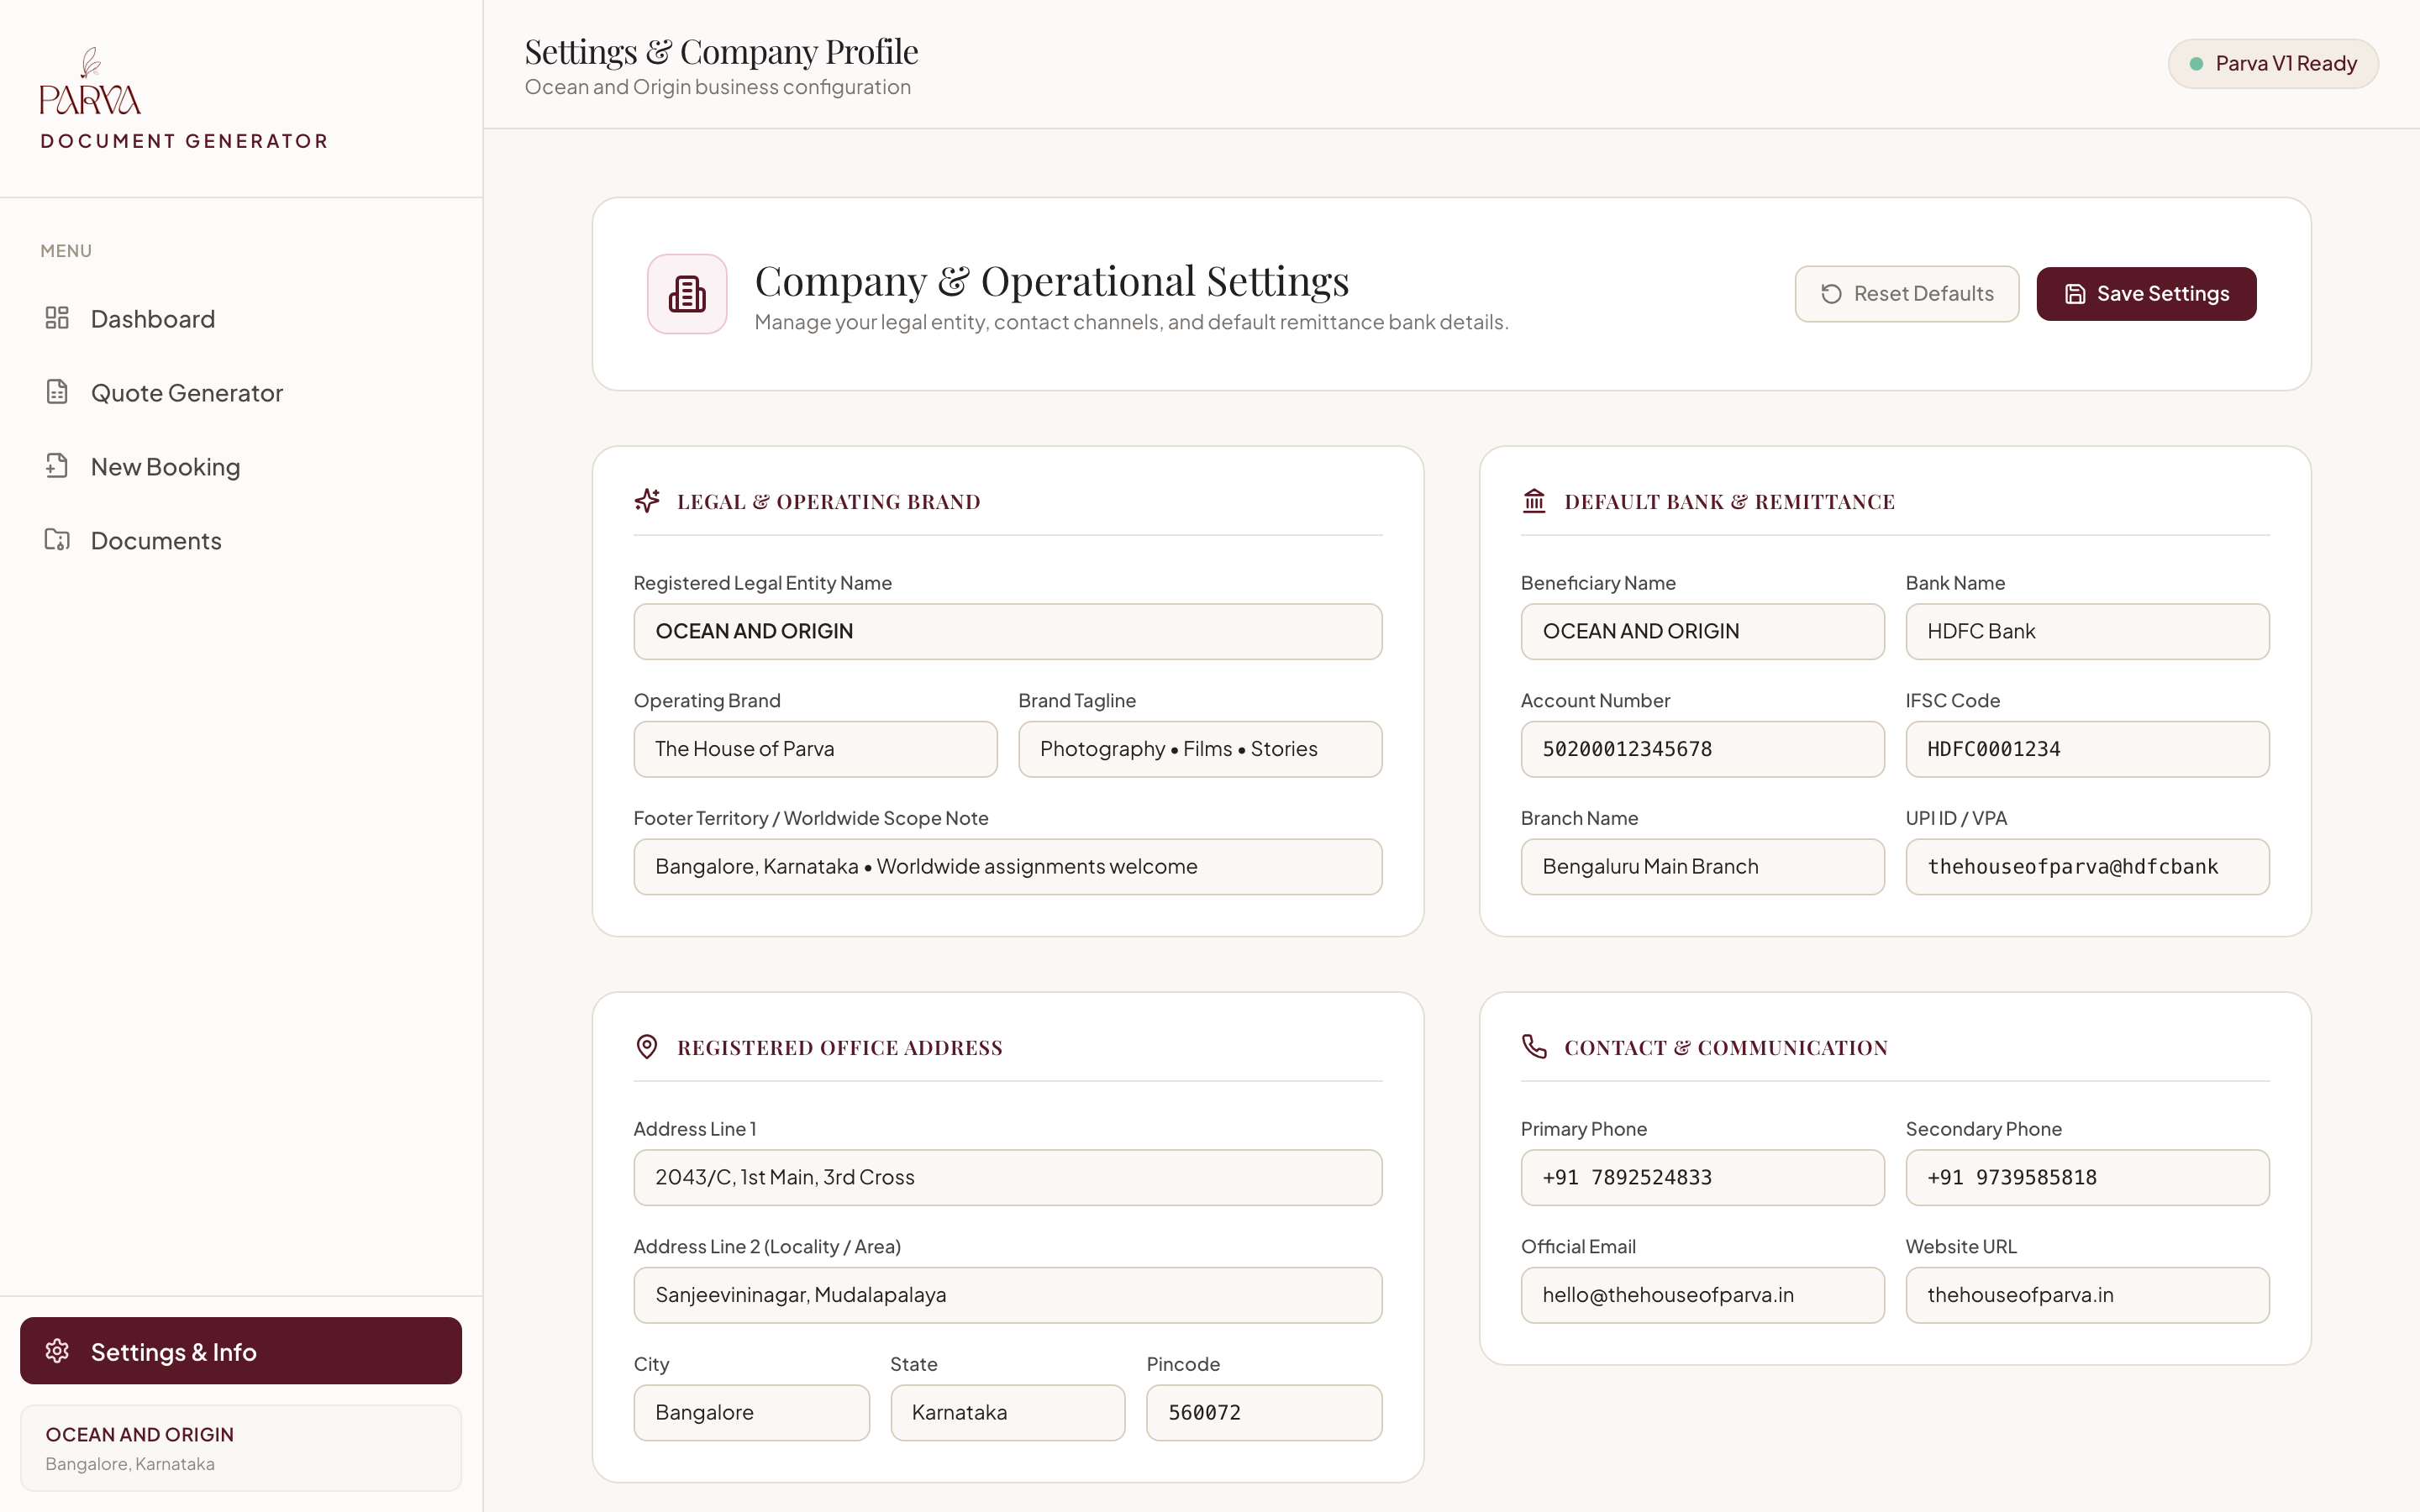 PARVA
DOCUMENT GENERATOR
MENU
Dashboard
Quote Generator
New Booking
Documents
Settings & Info
OCEAN AND ORIGIN
Bangalore, Karnataka
Settings & Company Profile
Ocean and Origin business configuration
Parva V1 Ready
Company & Operational Settings
Manage your legal entity, contact channels, and default remittance bank details.
Reset Defaults
Save Settings
LEGAL & OPERATING BRAND
Registered Legal Entity Name
OCEAN AND ORIGIN
Operating Brand
The House of Parva
Brand Tagline
Photography • Films • Stories
Footer Territory / Worldwide Scope Note
Bangalore, Karnataka • Worldwide assignments welcome
DEFAULT BANK & REMITTANCE
Beneficiary Name
OCEAN AND ORIGIN
Bank Name
HDFC Bank
Account Number
50200012345678
IFSC Code
HDFC0001234
Branch Name
Bengaluru Main Branch
UPI ID / VPA
thehouseofparva@hdfcbank
REGISTERED OFFICE ADDRESS
Address Line 1
2043/C, 1st Main, 3rd Cross
Address Line 2 (Locality / Area)
Sanjeevininagar, Mudalapalaya
City
Bangalore
State
Karnataka
Pincode
560072
CONTACT & COMMUNICATION
Primary Phone
+91 7892524833
Secondary Phone
+91 9739585818
Official Email
hello@thehouseofparva.in
Website URL
thehouseofparva.in